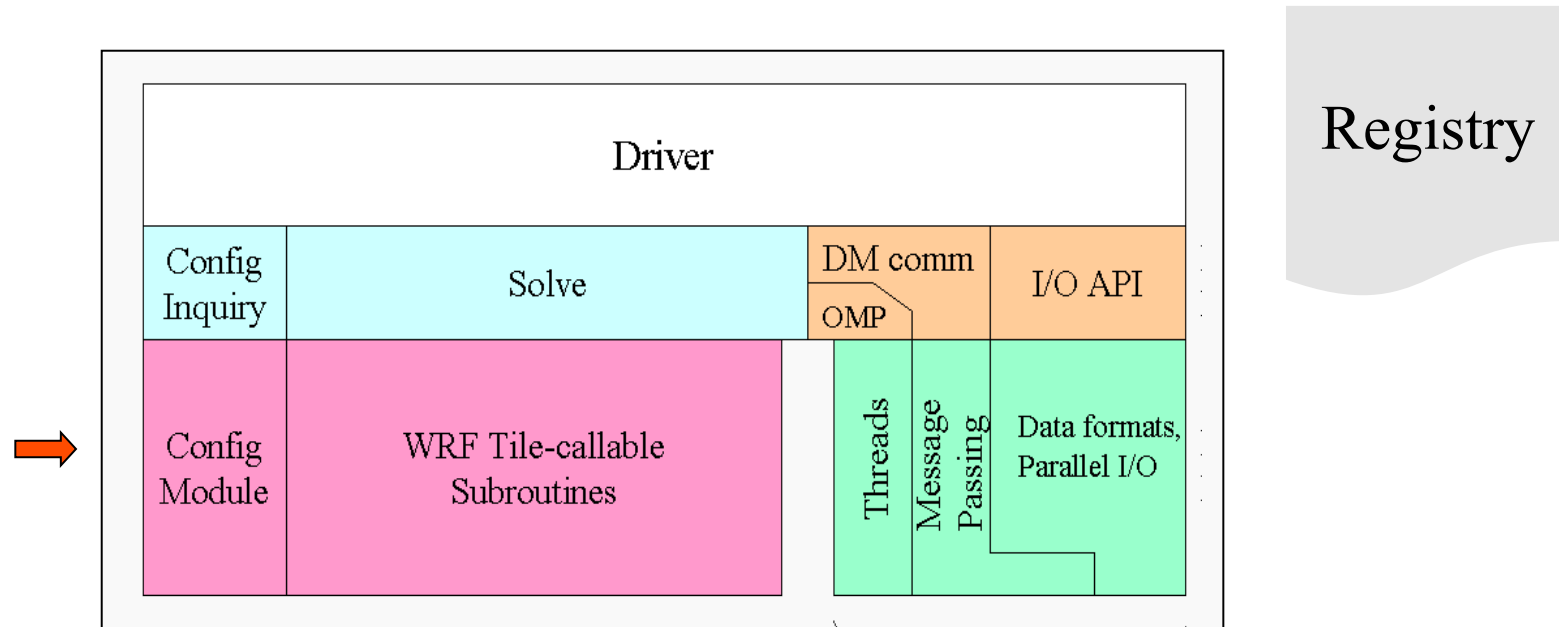 Registry
Driver
Config
Inquiry
Solve
DM comm
OMP
I/O API
Config
Module
WRF Tile-callable
Subroutines
Threads
Message
Passing
Data formats,
Parallel I/O